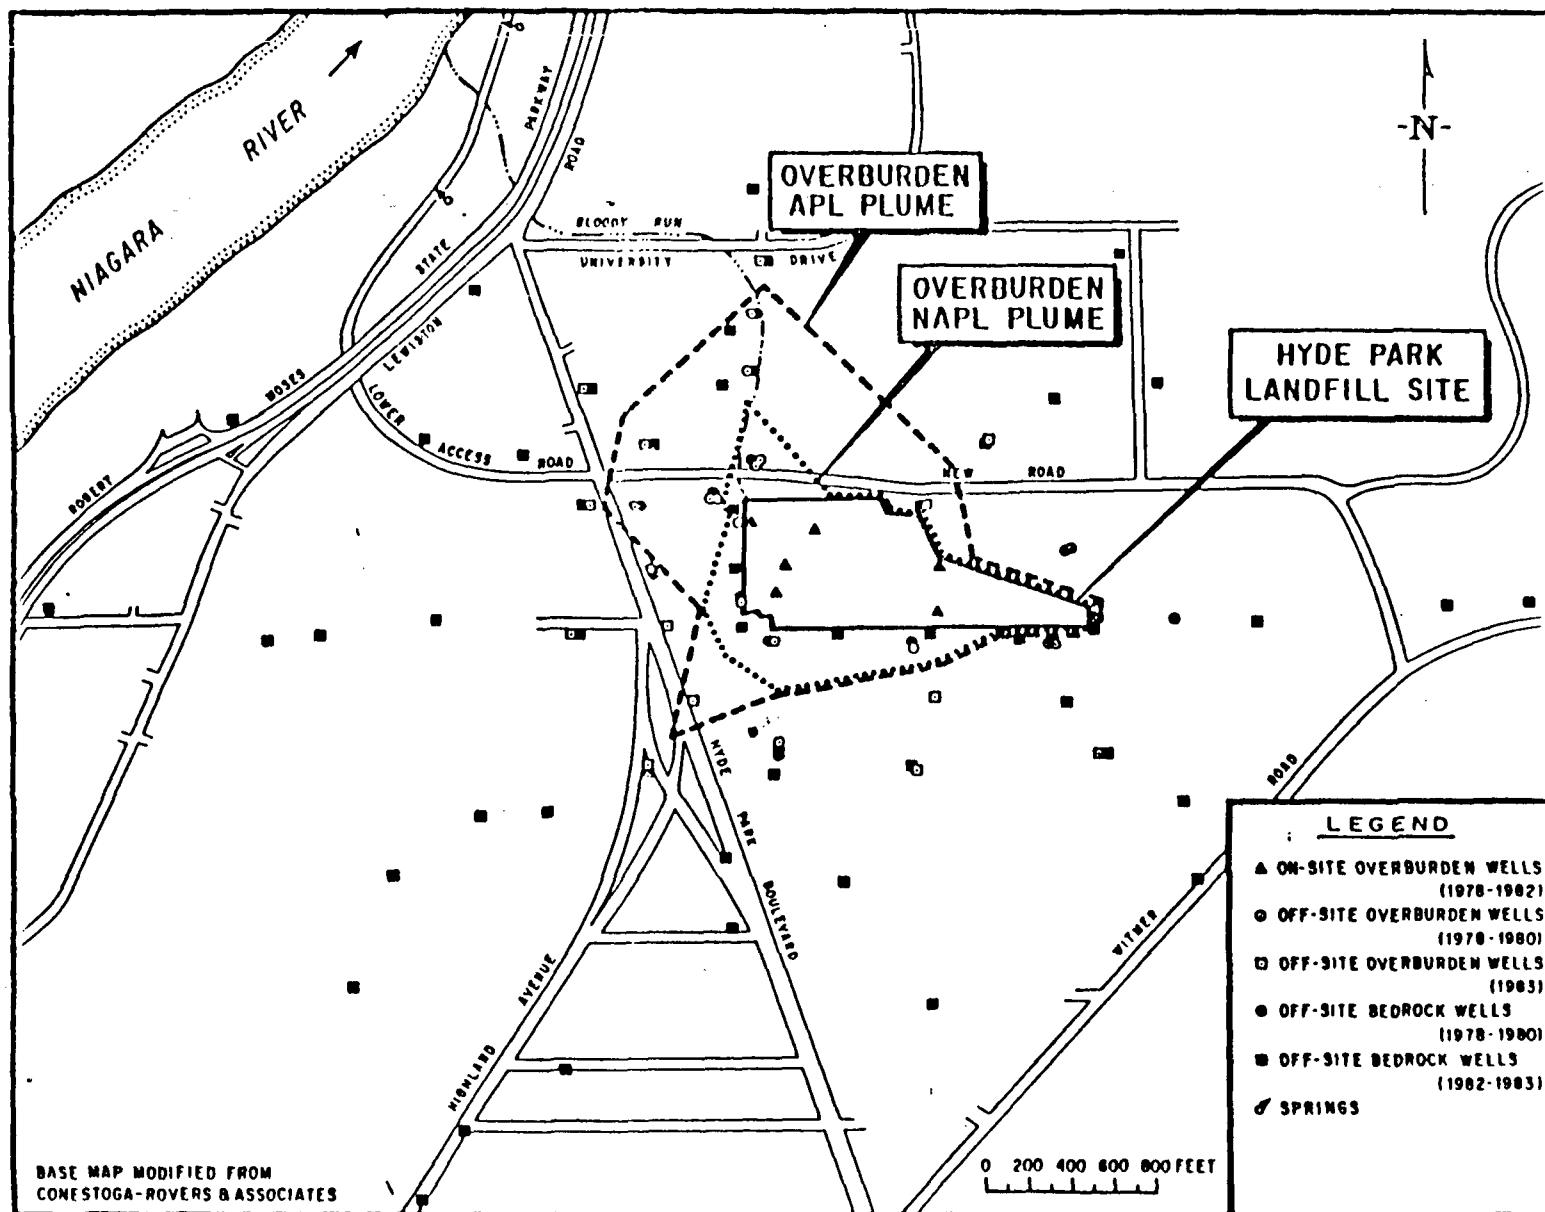 NIAGARA
RIVER
PARKWAY
ROAD
-N-
OVERBURDEN
APL PLUME
BLOODY RUN
UNIVERSITY DRIVE
STATE
LEWISTON
MOSES
ROBERT
LOWER
ACCESS
ROAD
OVERBURDEN
NAPL PLUME
HYDE PARK
LANDFILL SITE
NEW ROAD
HYDE
PARK
BOULEVARD
HIGHLAND
AVENUE
WITMER
ROAD
LEGEND
ON-SITE OVERBURDEN WELLS
(1978-1982)
OFF-SITE OVERBURDEN WELLS
(1978-1980)
OFF-SITE OVERBURDEN WELLS
(1983)
OFF-SITE BEDROCK WELLS
(1978-1980)
OFF-SITE BEDROCK WELLS
(1982-1983)
SPRINGS
0 200 400 600 800 FEET
BASE MAP MODIFIED FROM
CONESTOGA-ROVERS & ASSOCIATES